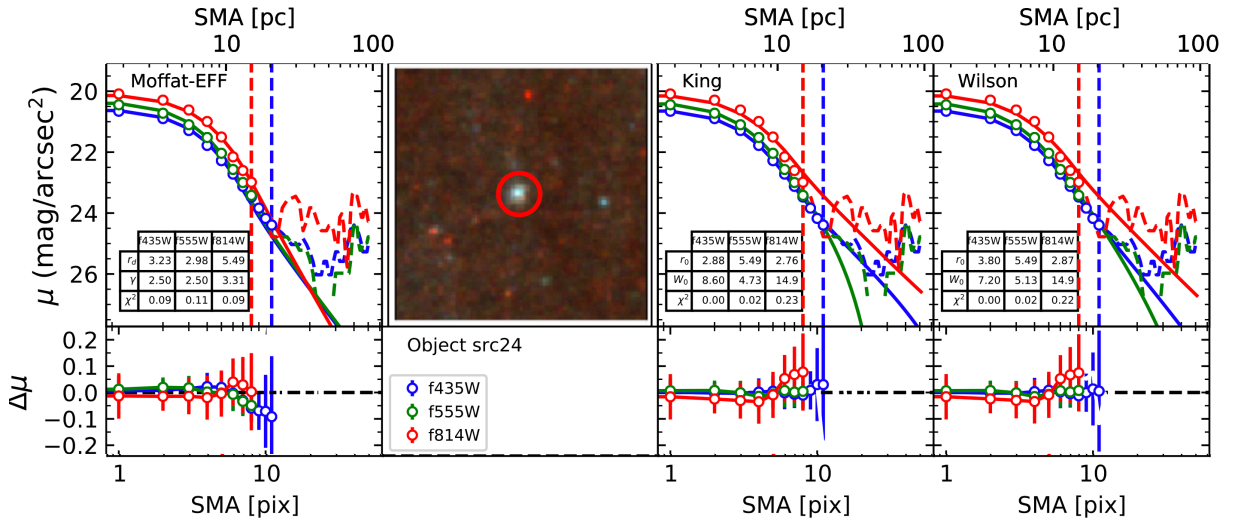 SMA [pc]
SMA [pc]
SMA [pc]
10 100
10 100
10 100
μ (mag/arcsec²)
20
22
24
26
Moffat-EFF
f435W f555W f814W
r_d 3.23 2.98 5.49
γ 2.50 2.50 3.31
χ² 0.09 0.11 0.09
King
f435W f555W f814W
r₀ 2.88 5.49 2.76
W₀ 8.60 4.73 14.9
χ² 0.00 0.02 0.23
Wilson
f435W f555W f814W
r₀ 3.80 5.49 2.87
W₀ 7.20 5.13 14.9
χ² 0.00 0.02 0.22
Δμ
0.2
0.1
0.0
−0.1
−0.2
Object src24
f435W
f555W
f814W
1 10
1 10
1 10
SMA [pix]
SMA [pix]
SMA [pix]